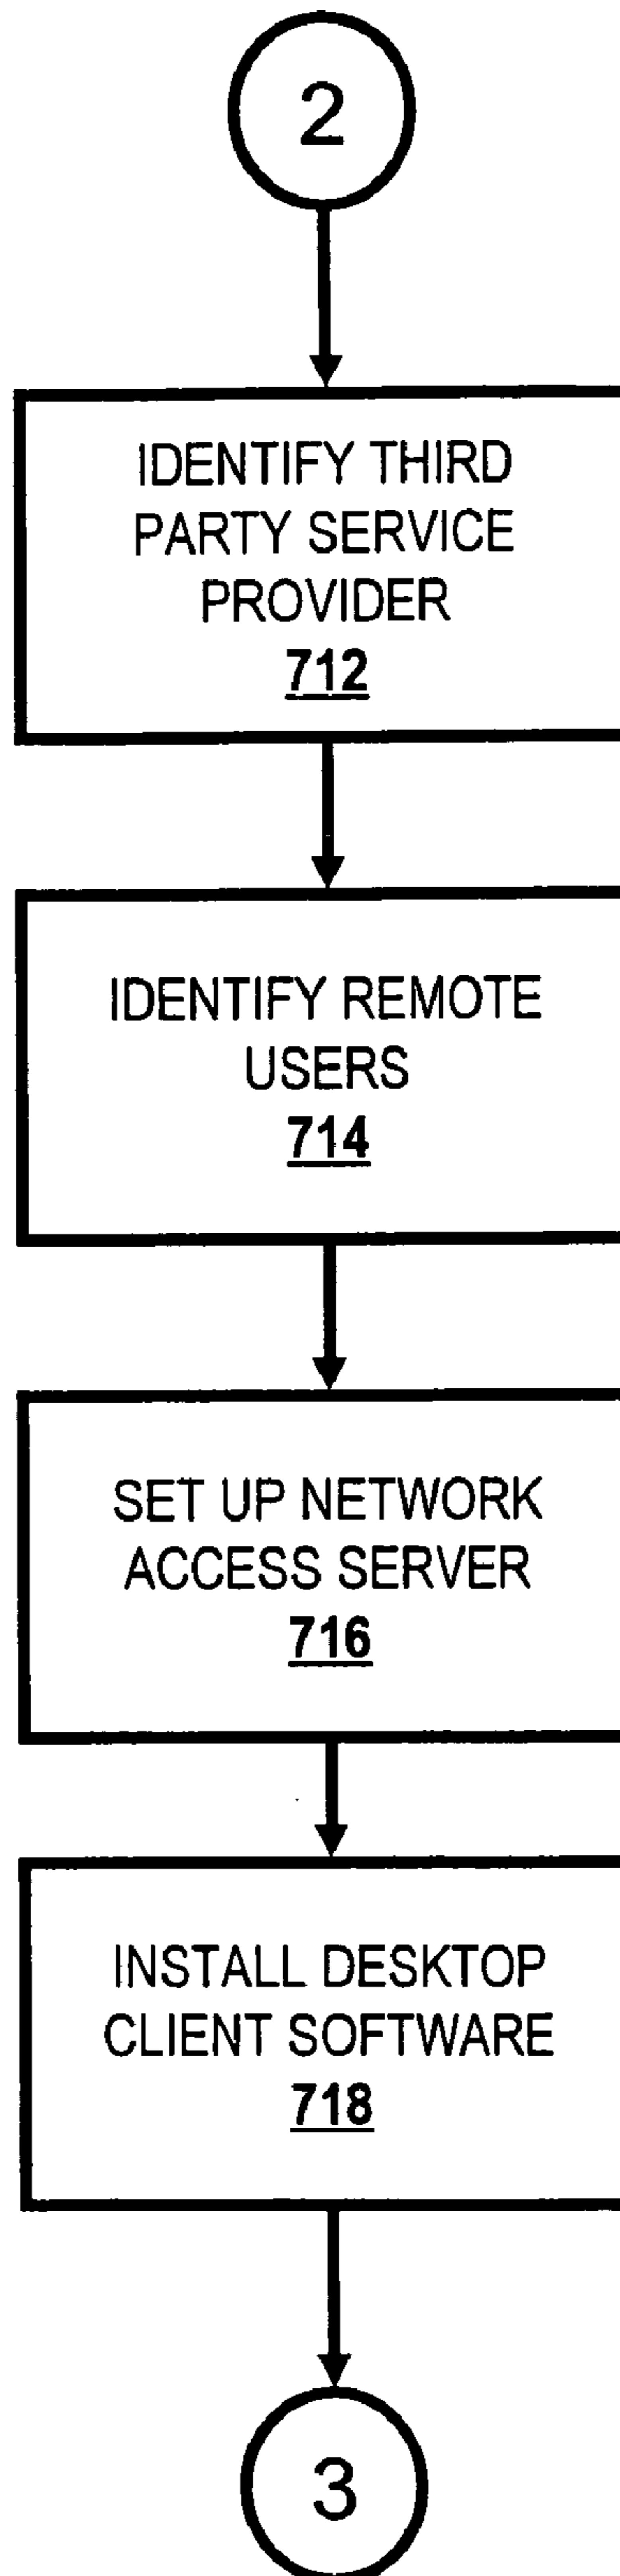 2
IDENTIFY THIRD
PARTY SERVICE
PROVIDER
712
IDENTIFY REMOTE
USERS
714
SET UP NETWORK
ACCESS SERVER
716
INSTALL DESKTOP
CLIENT SOFTWARE
718
3